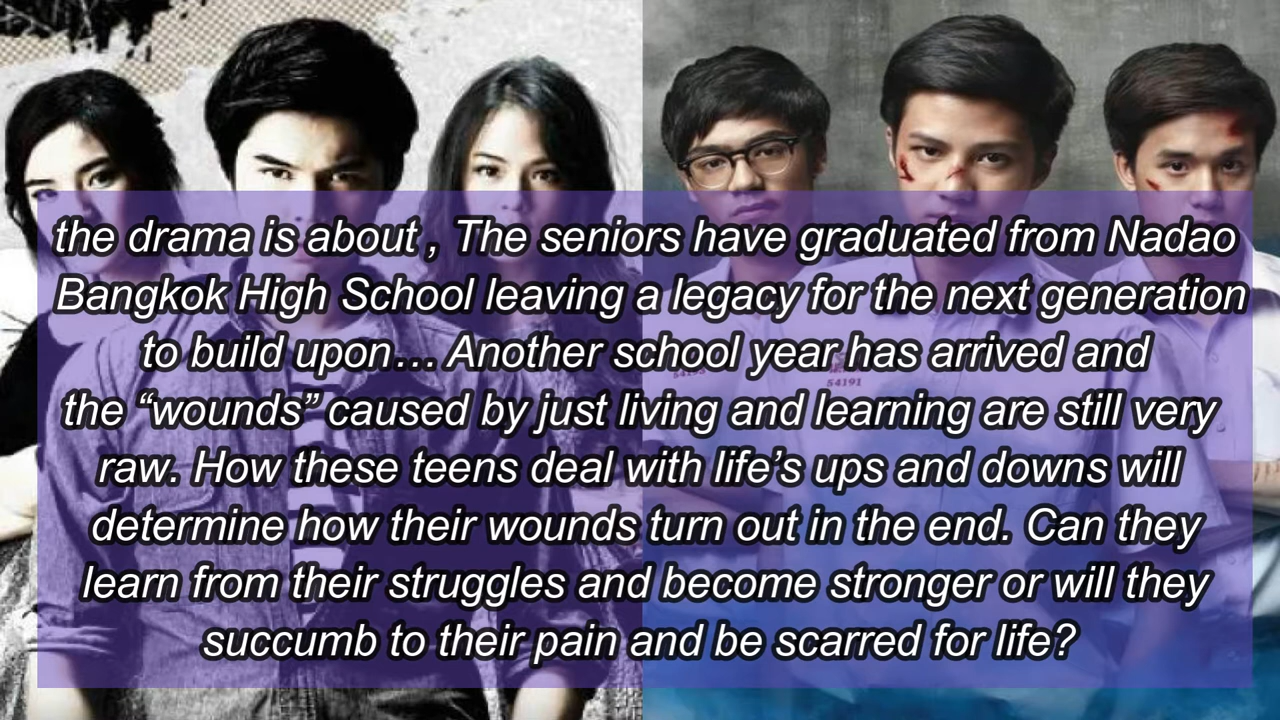 the drama is about , The seniors have graduated from Nadao
Bangkok High School leaving a legacy for the next generation
to build upon… Another school year has arrived and
the “wounds” caused by just living and learning are still very
raw. How these teens deal with life’s ups and downs will
determine how their wounds turn out in the end. Can they
learn from their struggles and become stronger or will they
succumb to their pain and be scarred for life?
54191